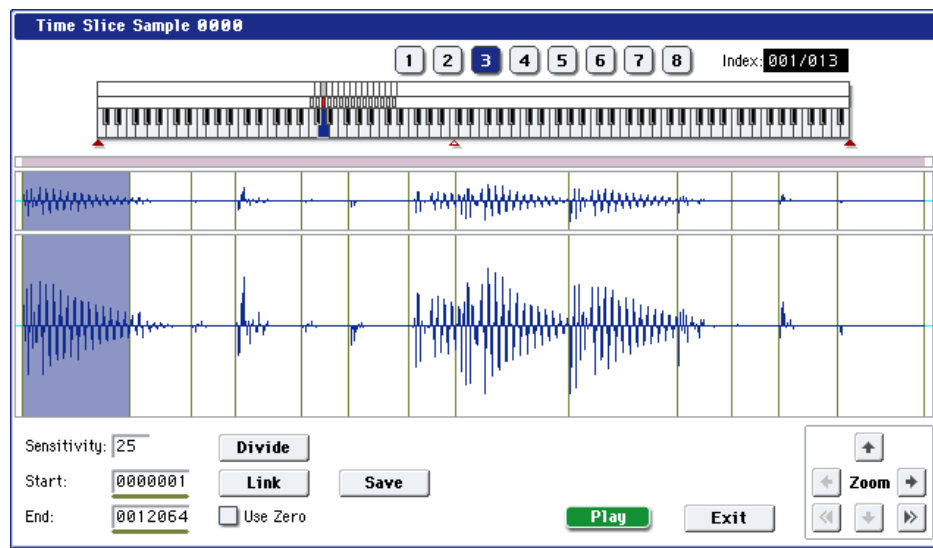 Time Slice Sample 0000
1 2 3 4 5 6 7 8 Index: 001/013
Sensitivity: 25 Divide
Start: 0000001 Link Save
Zoom
End: 0012064 Use Zero Play Exit